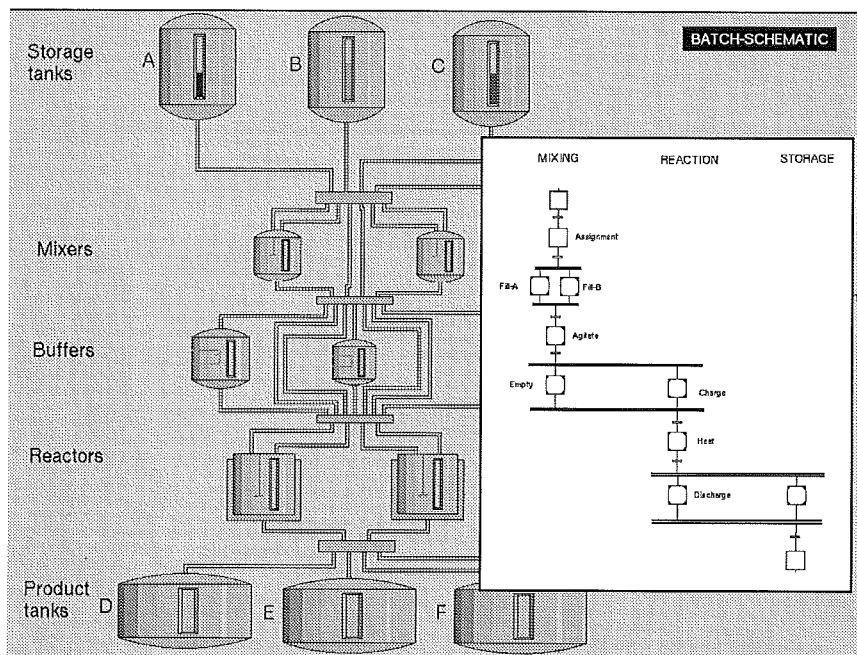 BATCH-SCHEMATIC
Storage
tanks
A
B
C
MIXING REACTION STORAGE
Assignment
Mixers
Fill-A
Fill-B
Agitate
Buffers
Empty
Charge
Heat
Reactors
Discharge
Product
tanks
D
E
F